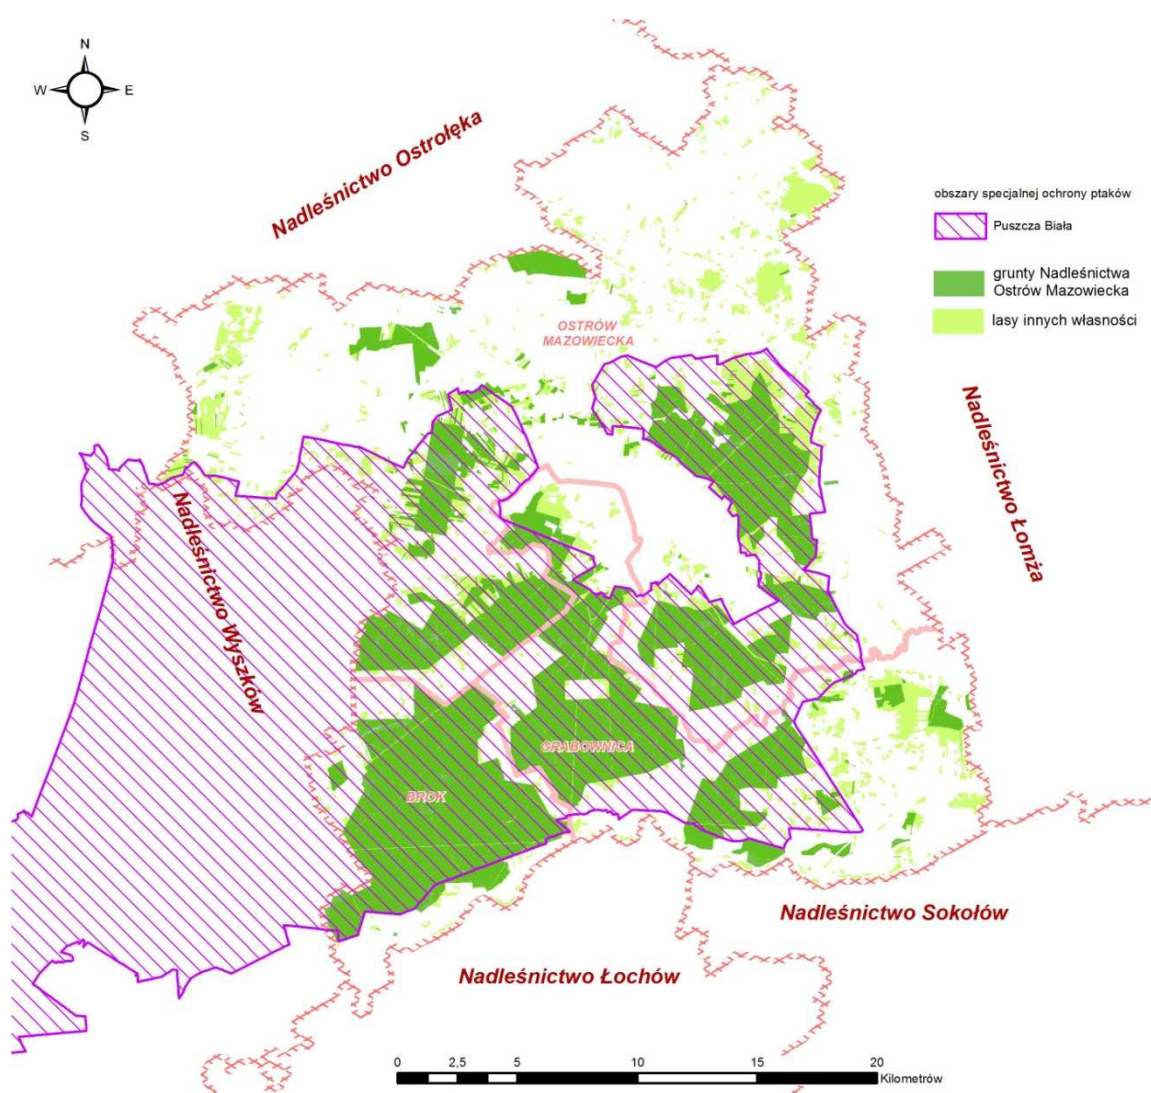 N
W E
S
Nadleśnictwo Ostrołęka
obszary specjalnej ochrony ptaków
Puszcza Biała
grunty Nadleśnictwa
Ostrów Mazowiecka
lasy innych własności
OSTRÓW
MAZOWIECKA
Nadleśnictwo Łomża
Nadleśnictwo Wyszków
GRABOWNICA
BROK
Nadleśnictwo Sokołów
Nadleśnictwo Łochów
0 2,5 5 10 15 20
Kilometrów